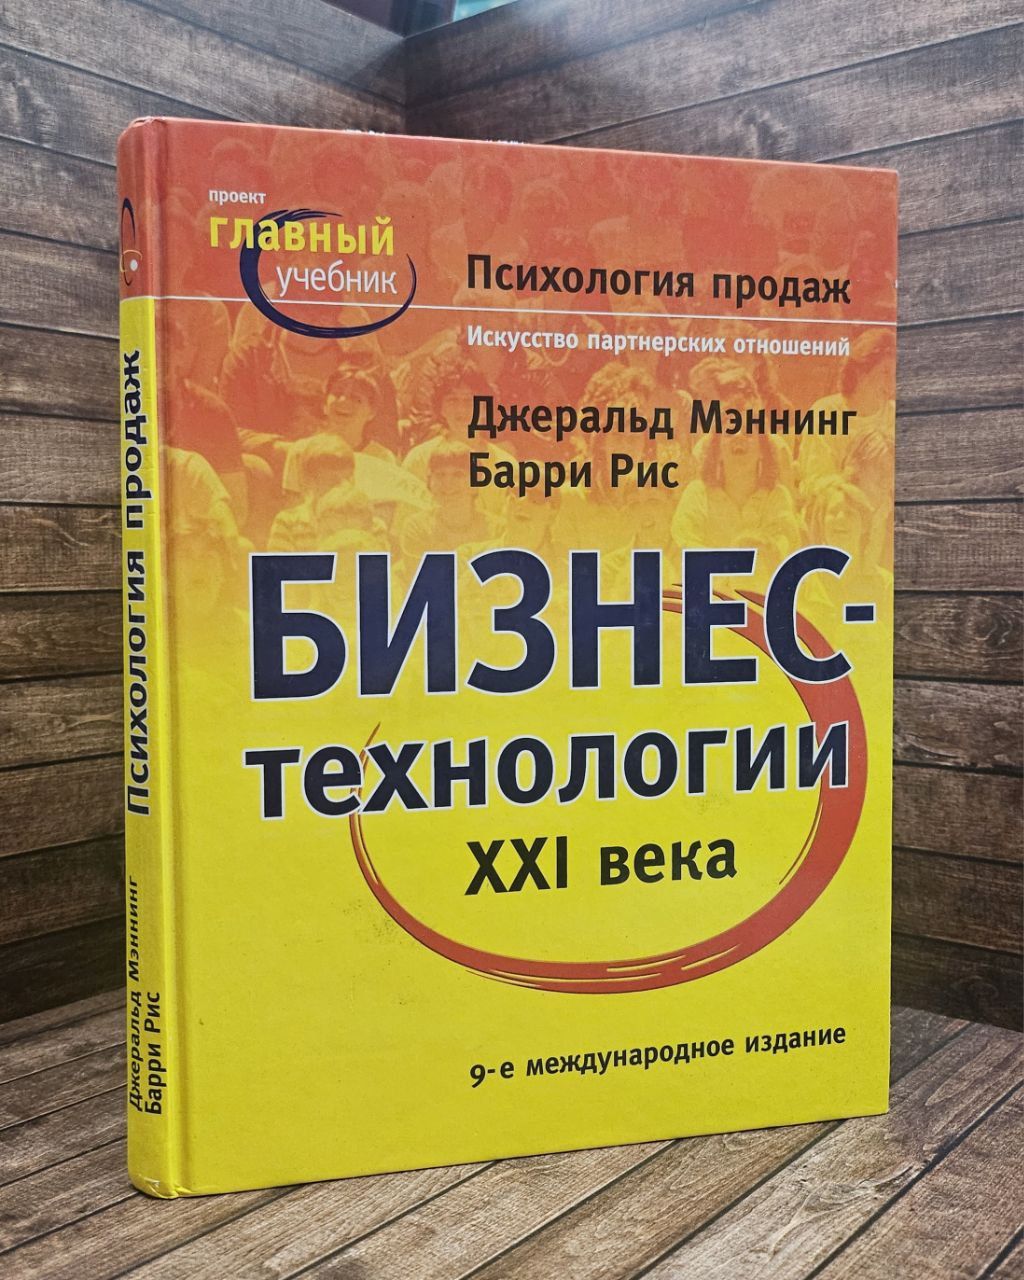 проект
главный
учебник
Психология продаж
Искусство партнерских отношений
Джеральд Мэннинг
Барри Рис
БИЗНЕС-
технологии
XXI века
9-е международное издание
Психология продаж
Джеральд Мэннинг
Барри Рис